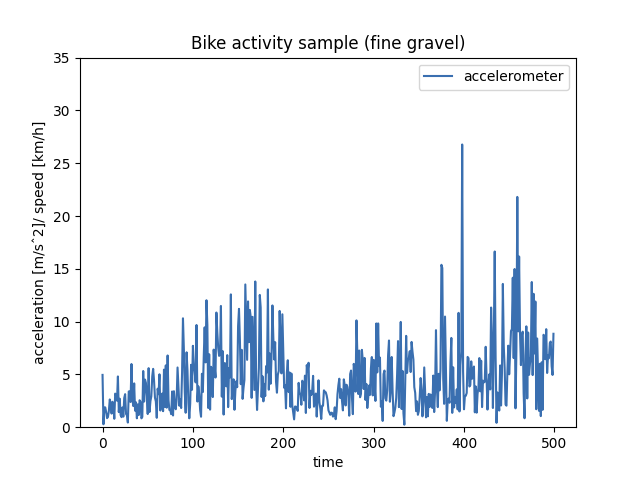 Bike activity sample (fine gravel)
accelerometer
acceleration [m/s^2]/ speed [km/h]
35
30
25
20
15
10
5
0
0 100 200 300 400 500
time